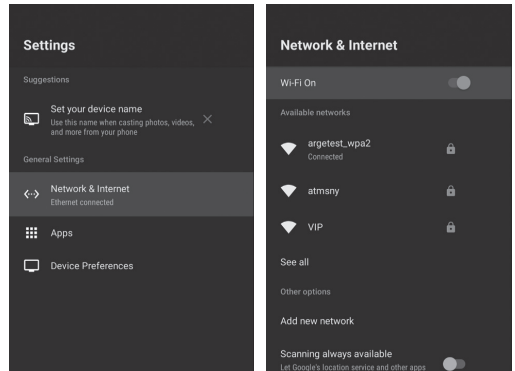 Settings
Suggestions
Set your device name
Use this name when casting photos, videos,
and more from your phone
General Settings
Network & Internet
Ethernet connected
Apps
Device Preferences
Network & Internet
Wi-Fi On
Available networks
argetest_wpa2
Connected
atmsny
VIP
See all
Other options
Add new network
Scanning always available
Let Google's location service and other apps